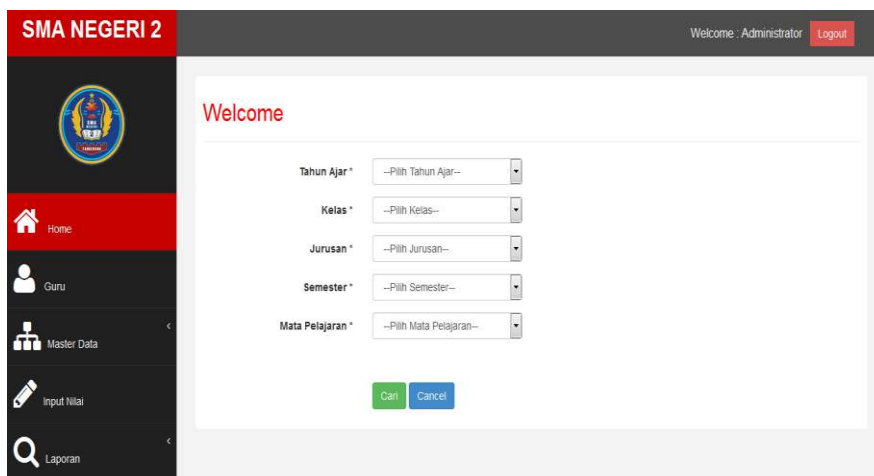 SMA NEGERI 2
Welcome : Administrator Logout
Welcome
Tahun Ajar *
--Pilih Tahun Ajar--
Kelas *
--Pilih Kelas--
Jurusan *
--Pilih Jurusan--
Semester *
--Pilih Semester--
Mata Pelajaran *
--Pilih Mata Pelajaran--
Cari Cancel
Home
Guru
Master Data
Input Nilai
Laporan